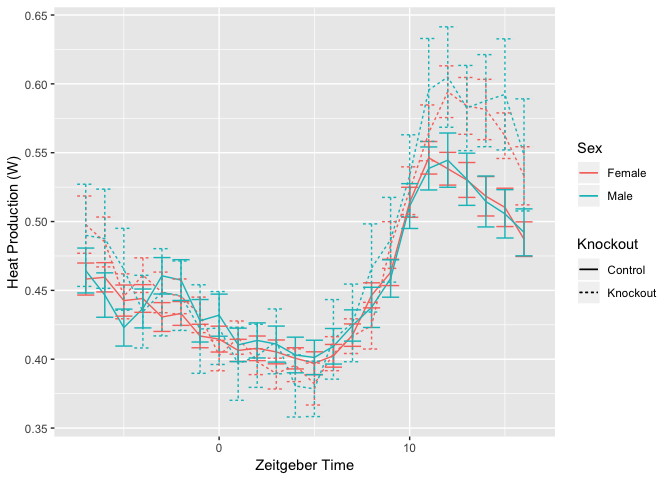 0.65
0.60
0.55
0.50
0.45
0.40
0.35
Heat Production (W)
0
10
Zeitgeber Time
Sex
Female
Male
Knockout
Control
Knockout